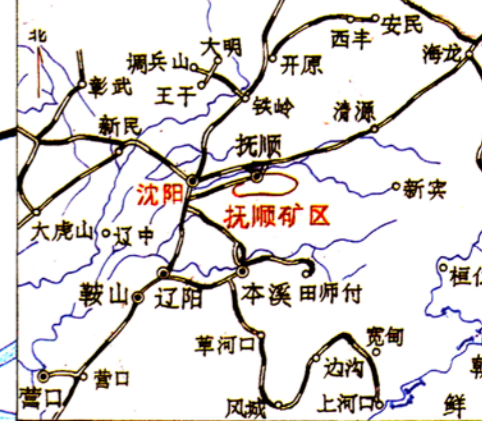 北
大明
西丰
安民
调兵山
开原
海龙
彰武
王千
铁岭
清源
新民
抚顺
沈阳
新宾
抚顺矿区
大虎山
辽中
鞍山
辽阳
本溪
田师付
桓仁
草河口
宽甸
边沟
营口
营口
凤城
上河口
朝
鲜